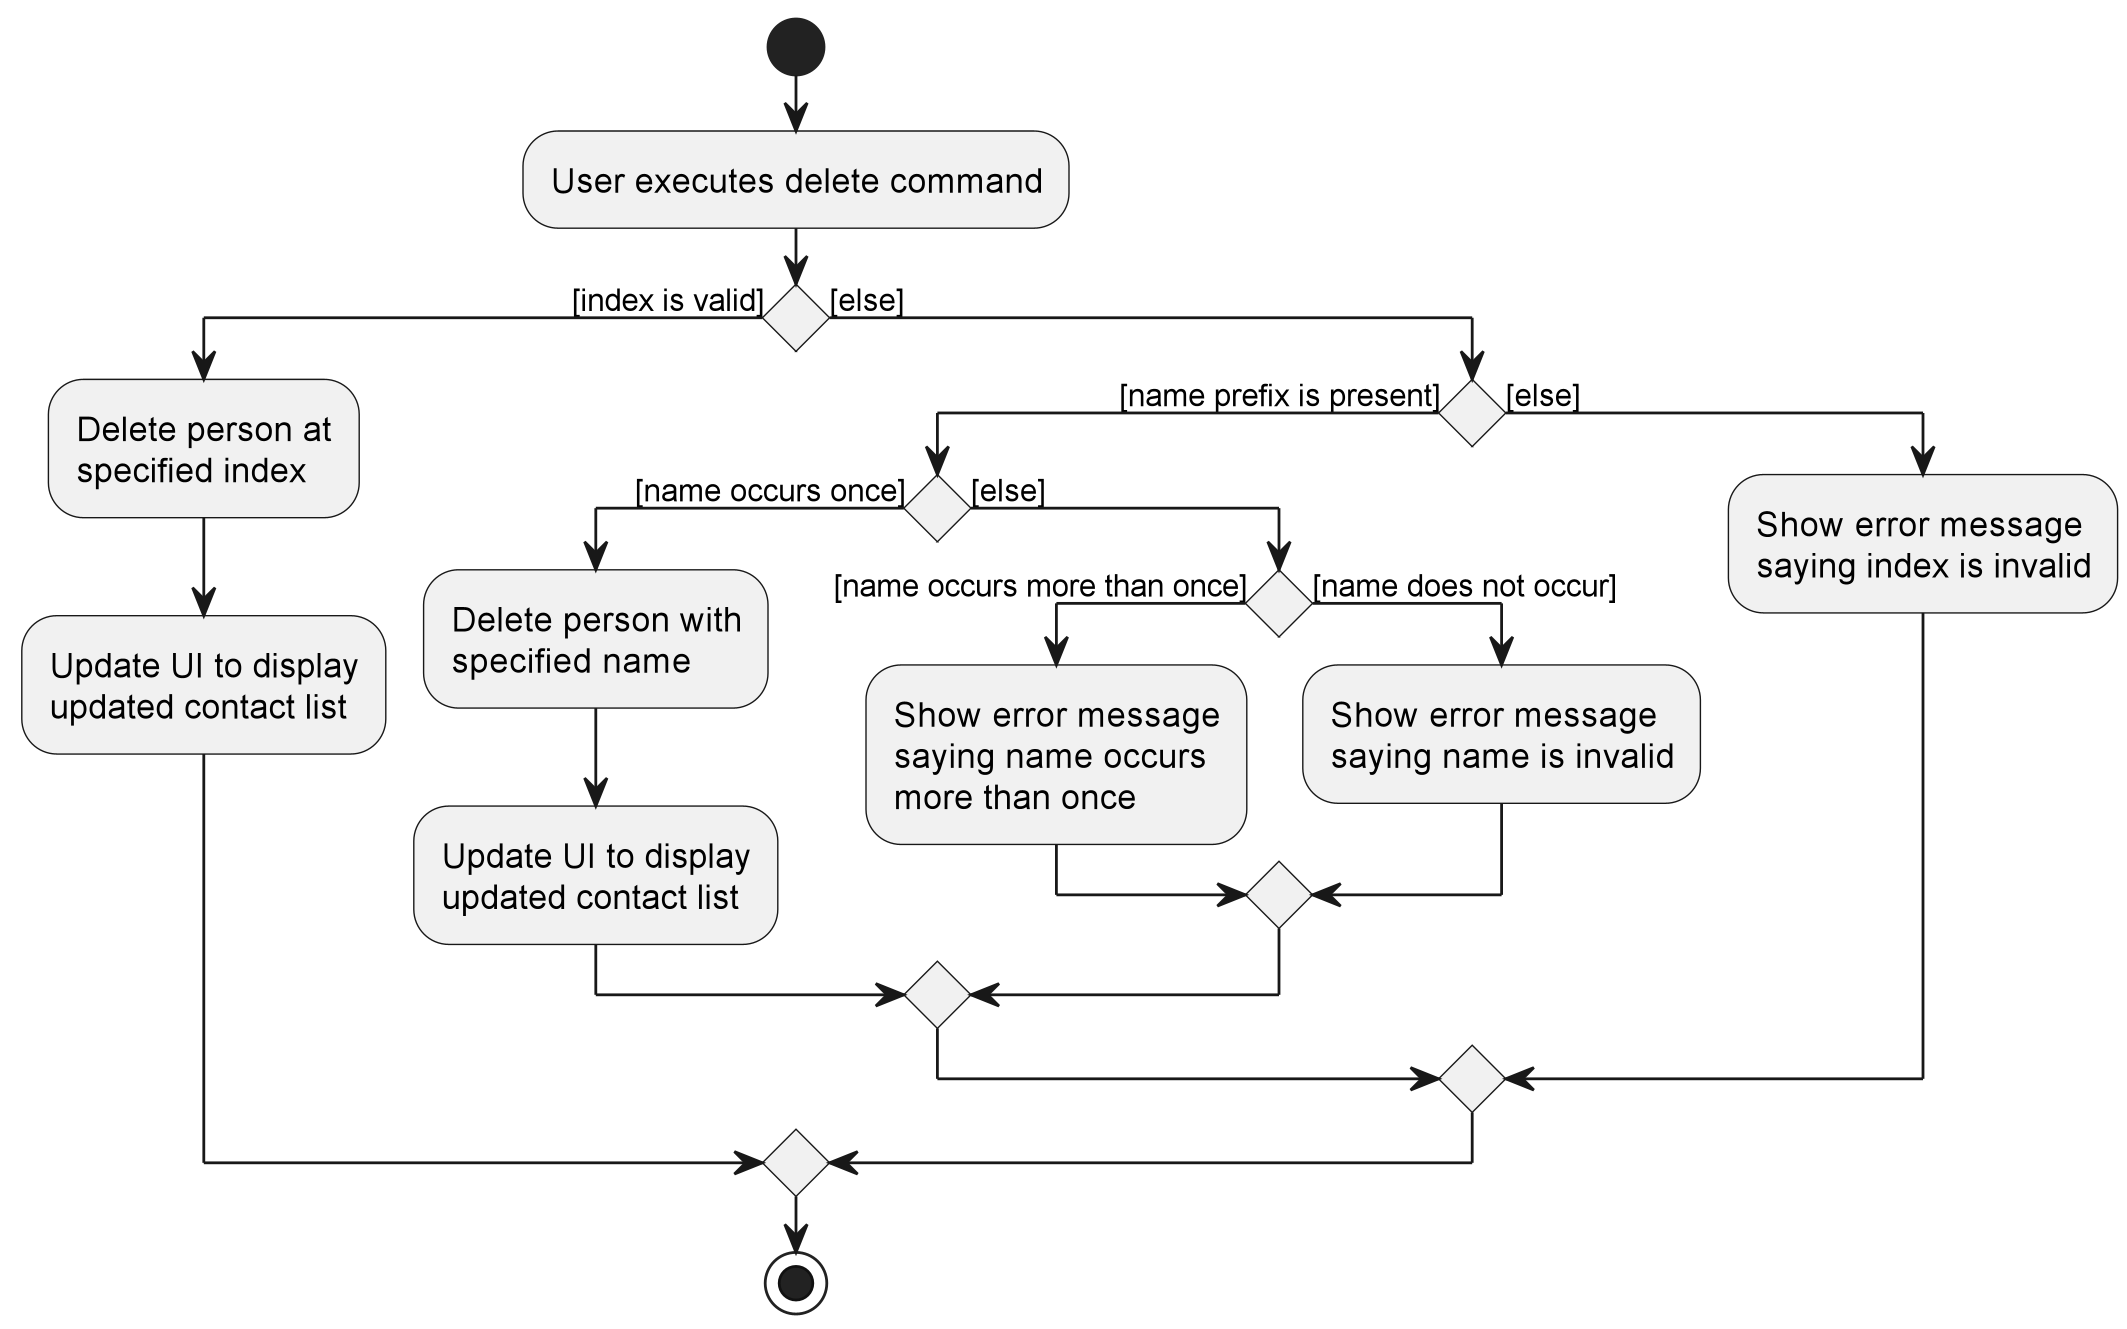 User executes delete command
[index is valid]
[else]
Delete person at
specified index
Update UI to display
updated contact list
[name prefix is present]
[else]
[name occurs once]
[else]
Delete person with
specified name
Update UI to display
updated contact list
[name occurs more than once]
[name does not occur]
Show error message
saying name occurs
more than once
Show error message
saying name is invalid
Show error message
saying index is invalid